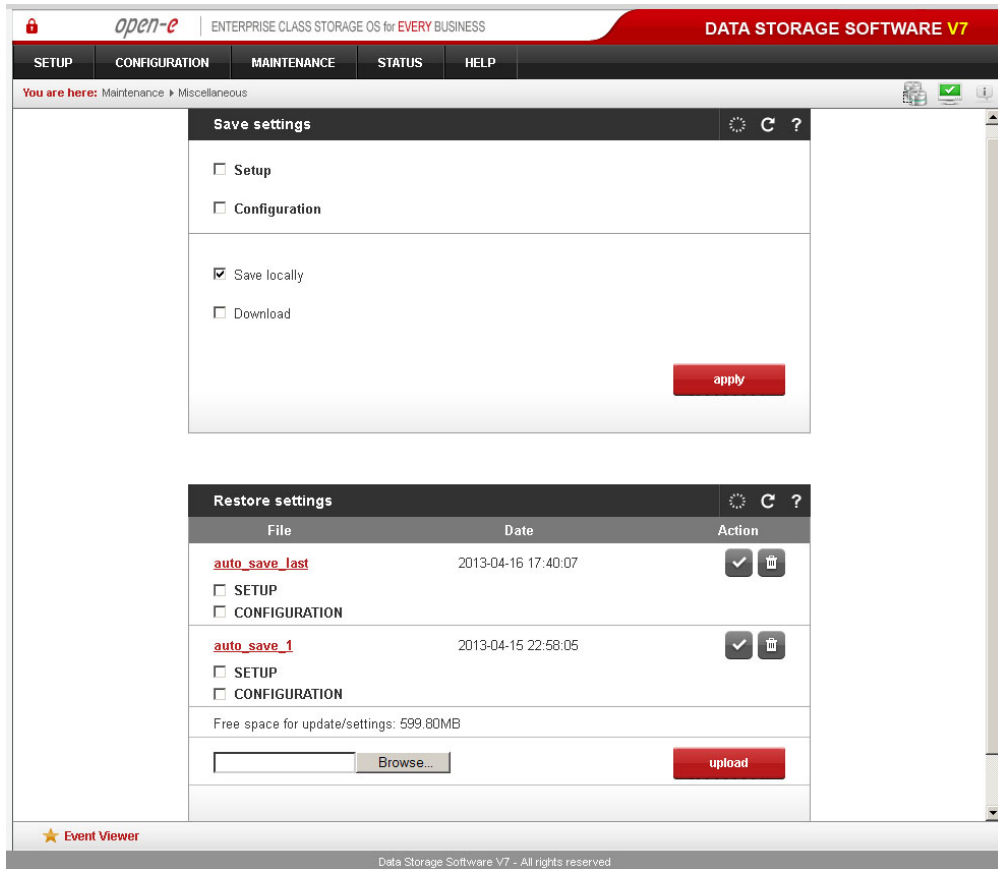 open-e ENTERPRISE CLASS STORAGE OS for EVERY BUSINESS DATA STORAGE SOFTWARE V7
SETUP CONFIGURATION MAINTENANCE STATUS HELP
You are here: Maintenance Miscellaneous
Save settings ?
Setup
Configuration
Save locally
Download
apply
Restore settings ?
File Date Action
auto_save_last 2013-04-16 17:40:07
SETUP
CONFIGURATION
auto_save_1 2013-04-15 22:58:05
SETUP
CONFIGURATION
Free space for update/settings: 599.80MB
Browse... upload
Event Viewer
Data Storage Software V7 - All rights reserved